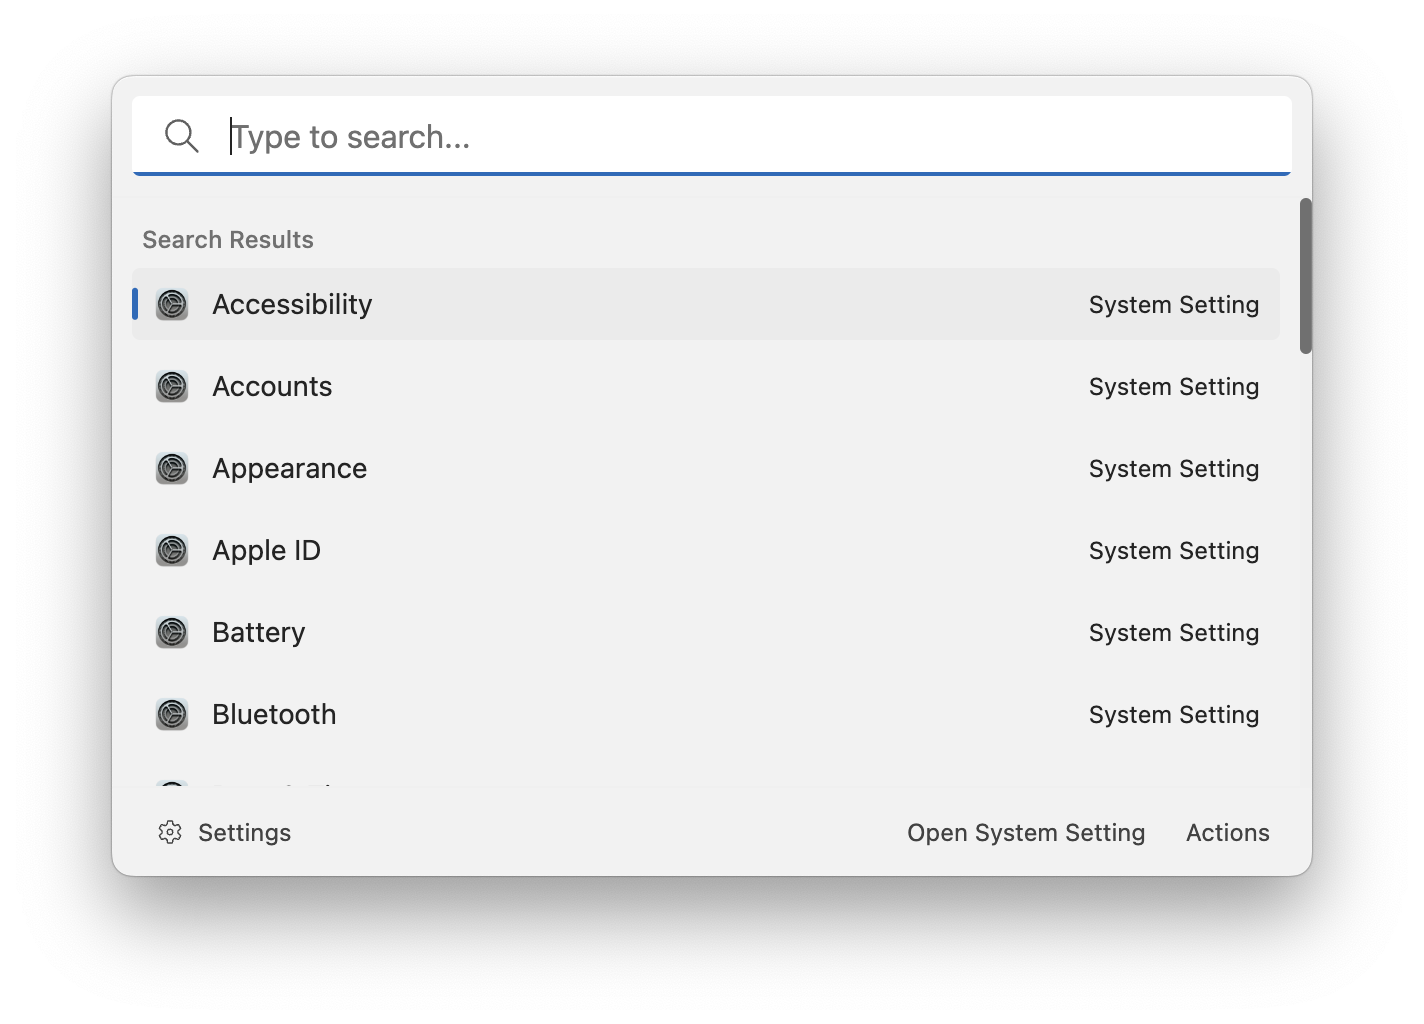 Type to search...
Search Results
Accessibility System Setting
Accounts System Setting
Appearance System Setting
Apple ID System Setting
Battery System Setting
Bluetooth System Setting
Settings Open System Setting Actions